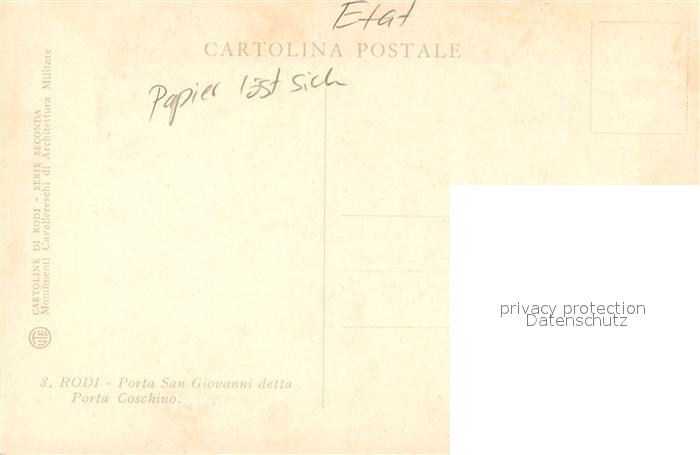 Etat
CARTOLINA POSTALE
Papier löst sich
CARTOLINE DI RODI - SERIE SECONDA
Monumenti Cavallereschi di Architettura Militare
privacy protection
Datenschutz
8. RODI - Porta San Giovanni detta
Porta Coschino.